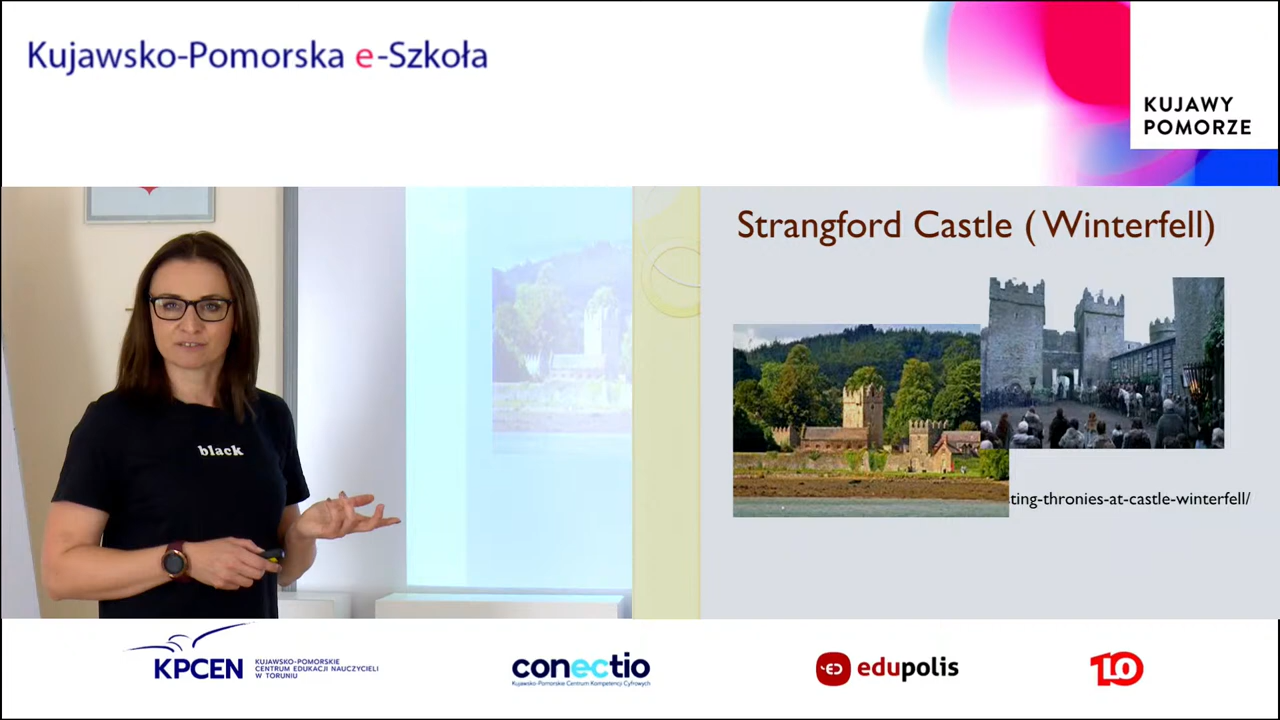 Kujawsko-Pomorska e-Szkoła
KUJAWY
POMORZE
Strangford Castle ( Winterfell)
black
ting-thronies-at-castle-winterfell/
KPCEN
KUJAWSKO-POMORSKIE
CENTRUM EDUKACJI NAUCZYCIELI
W TORUNIU
conectio
Kujawsko-Pomorskie Centrum Kompetencji Cyfrowych
edupolis
1LO